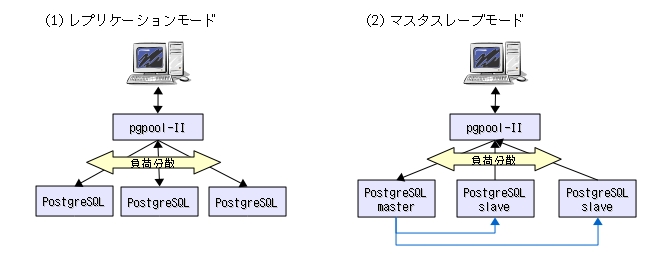 (1) レプリケーションモード
(2) マスタスレーブモード
pgpool-II
pgpool-II
負荷分散
負荷分散
PostgreSQL
PostgreSQL
PostgreSQL
PostgreSQL
master
PostgreSQL
slave
PostgreSQL
slave